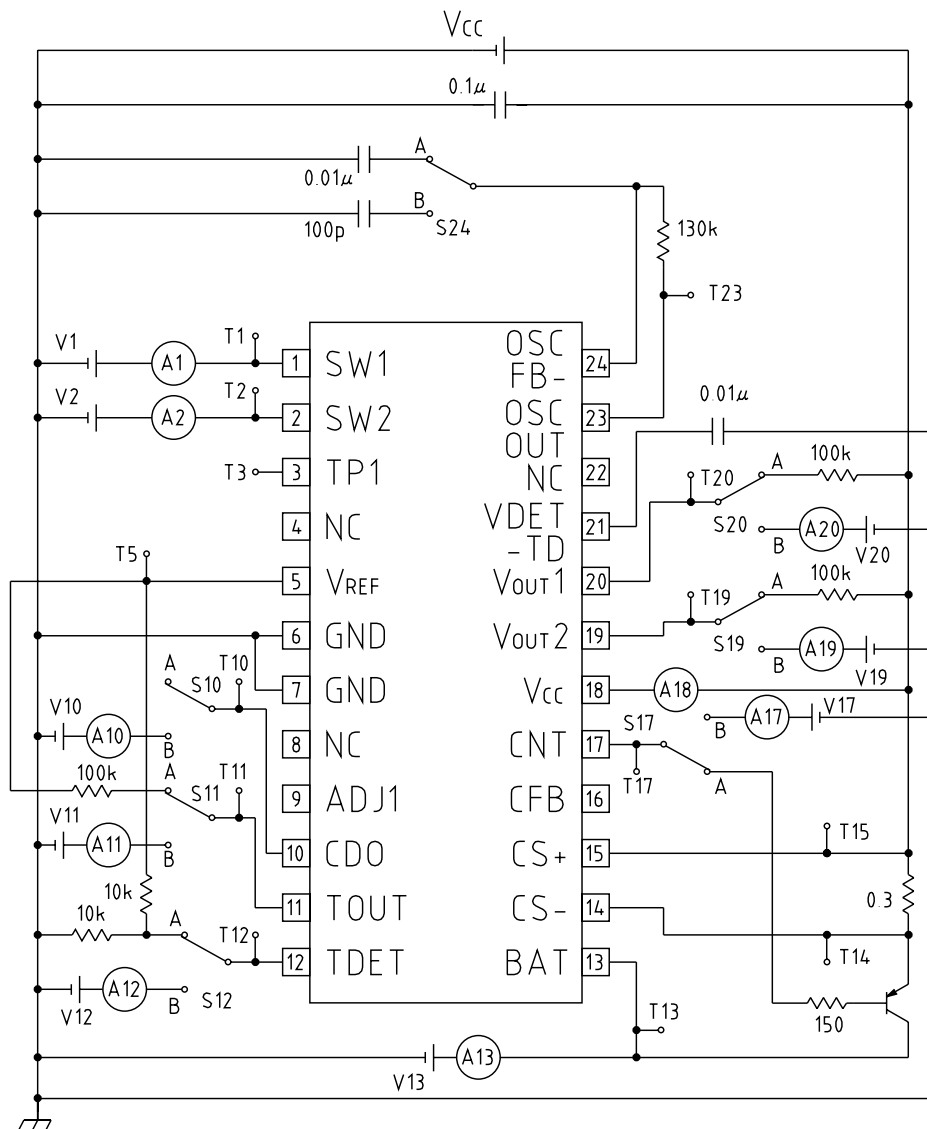 Vcc
0.1μ
A
0.01μ
B
S24
100p
130k
T23
V1
A1
T1
1
SW1
OSC
FB-
24
V2
A2
T2
2
SW2
OSC
OUT
23
0.01μ
T3
3
TP1
NC
22
T20
A
100k
4
NC
VDET
-TD
21
S20
B
A20
V20
T5
5
VREF
VOUT1
20
T19
A
100k
6
GND
VOUT2
19
S19
B
A19
V19
A
S10
T10
7
GND
Vcc
18
A18
V10
A10
B
8
NC
CNT
17
S17
B
A17
V17
T17
A
100k
A
S11
T11
9
ADJ1
CFB
16
V11
A11
B
10
CDO
CS+
15
T15
10k
11
TOUT
CS-
14
0.3
10k
A
T12
12
TDET
BAT
13
T14
V12
A12
B
S12
T13
150
V13
A13